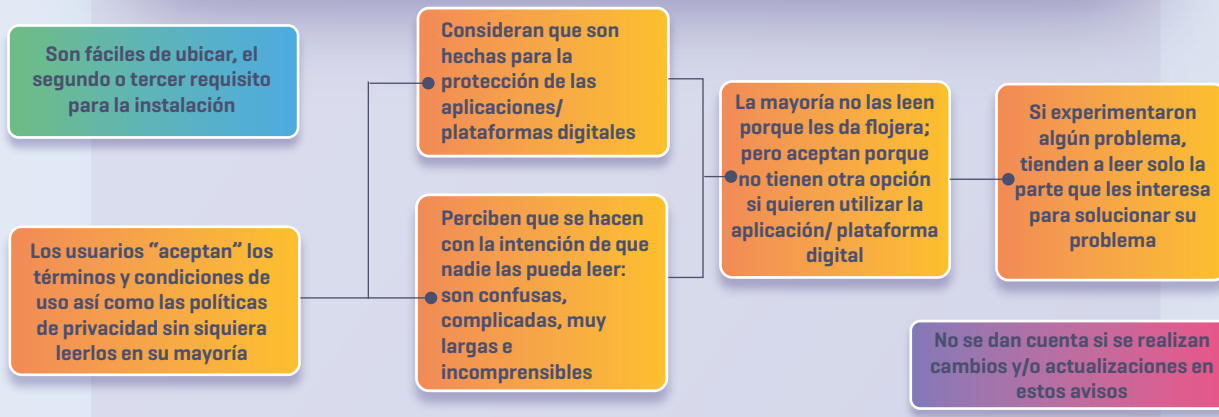 Son fáciles de ubicar, el
segundo o tercer requisito
para la instalación
Los usuarios “aceptan” los
términos y condiciones de
uso así como las políticas
de privacidad sin siquiera
leerlos en su mayoría
Consideran que son
hechas para la
protección de las
aplicaciones/
plataformas digitales
Perciben que se hacen
con la intención de que
nadie las pueda leer:
son confusas,
complicadas, muy
largas e
incomprensibles
La mayoría no las leen
porque les da flojera;
pero aceptan porque
no tienen otra opción
si quieren utilizar la
aplicación/ plataforma
digital
Si experimentaron
algún problema,
tienden a leer solo la
parte que les interesa
para solucionar su
problema
No se dan cuenta si se realizan
cambios y/o actualizaciones en
estos avisos